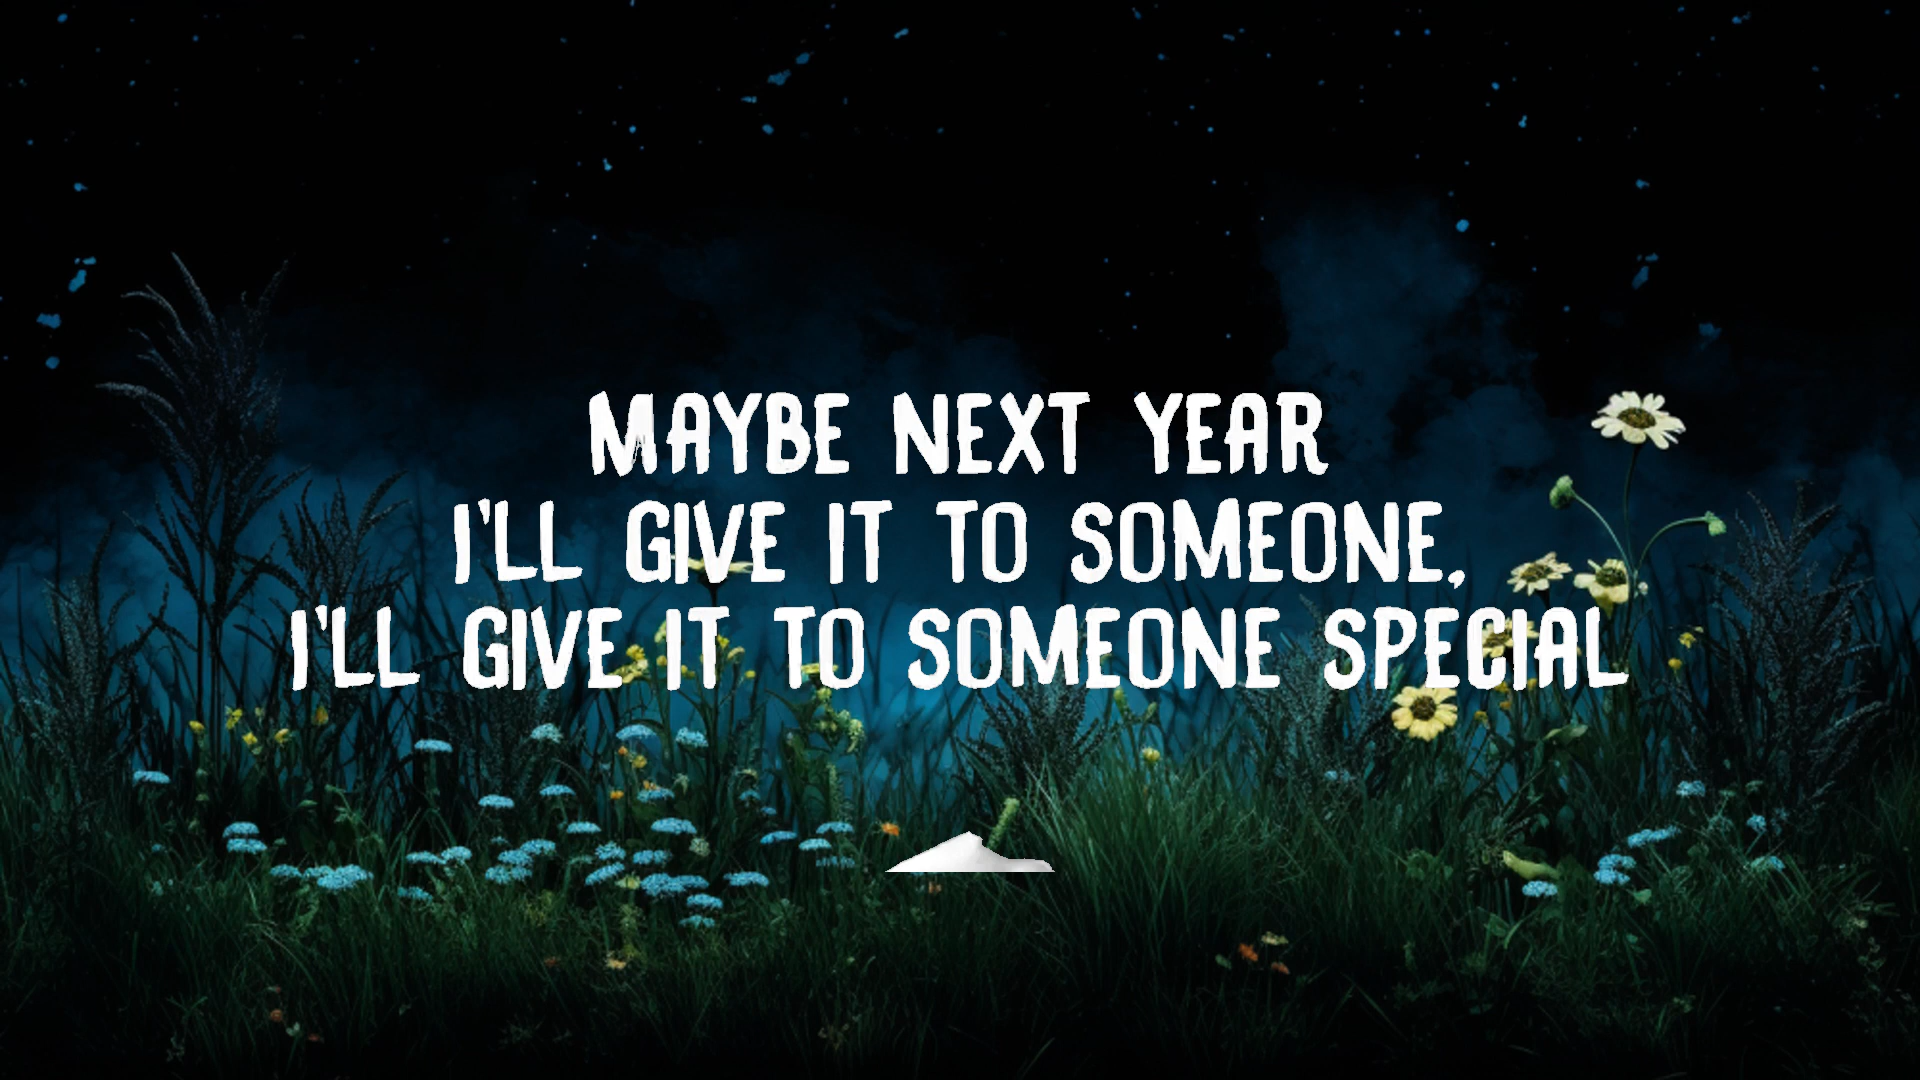 MAYBE NEXT YEAR
I'LL GIVE IT TO SOMEONE,
I'LL GIVE IT TO SOMEONE SPECIAL